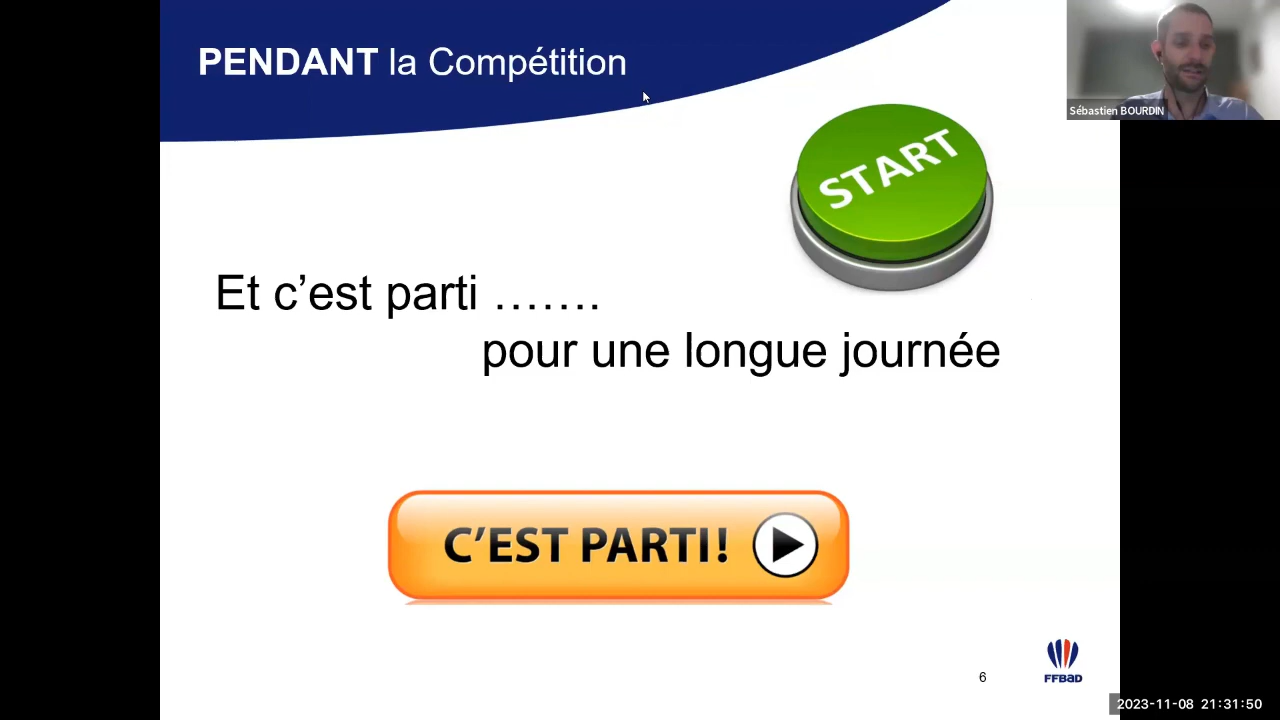 PENDANT la Compétition
Sébastien BOURDIN
START
Et c’est parti …….
pour une longue journée
C’EST PARTI!
6
FFBaD
2023-11-08 21:31:50